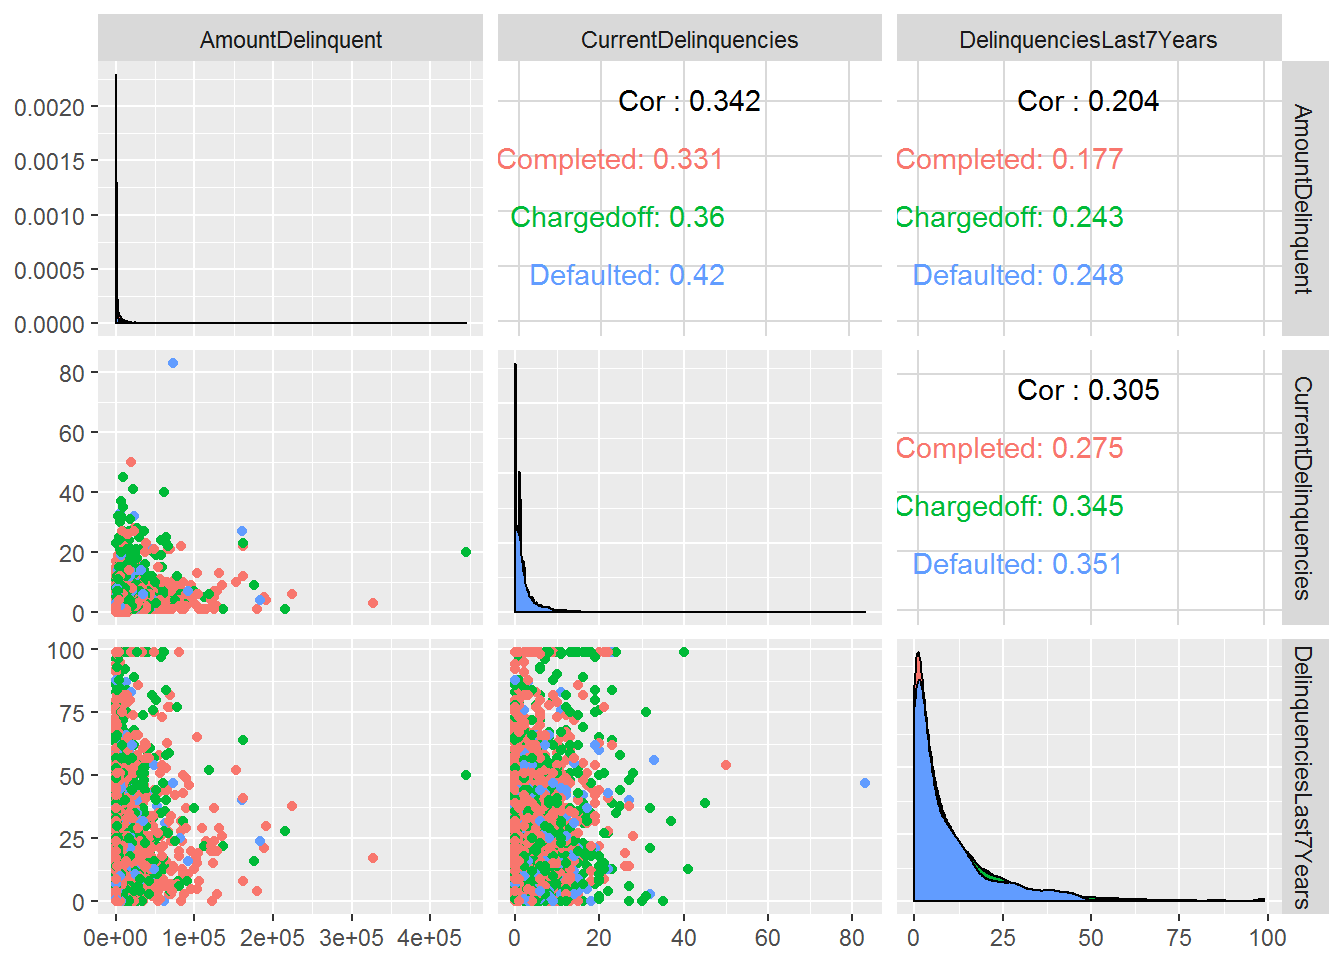 AmountDelinquent
CurrentDelinquencies
DelinquenciesLast7Years
0.0020
0.0015
0.0010
0.0005
0.0000
Cor : 0.342
Completed: 0.331
Chargedoff: 0.36
Defaulted: 0.42
Cor : 0.204
Completed: 0.177
Chargedoff: 0.243
Defaulted: 0.248
AmountDelinquent
80
60
40
20
0
Cor : 0.305
Completed: 0.275
Chargedoff: 0.345
Defaulted: 0.351
CurrentDelinquencies
100
75
50
25
0
DelinquenciesLast7Years
0e+00 1e+05 2e+05 3e+05 4e+05
0 20 40 60 80
0 25 50 75 100